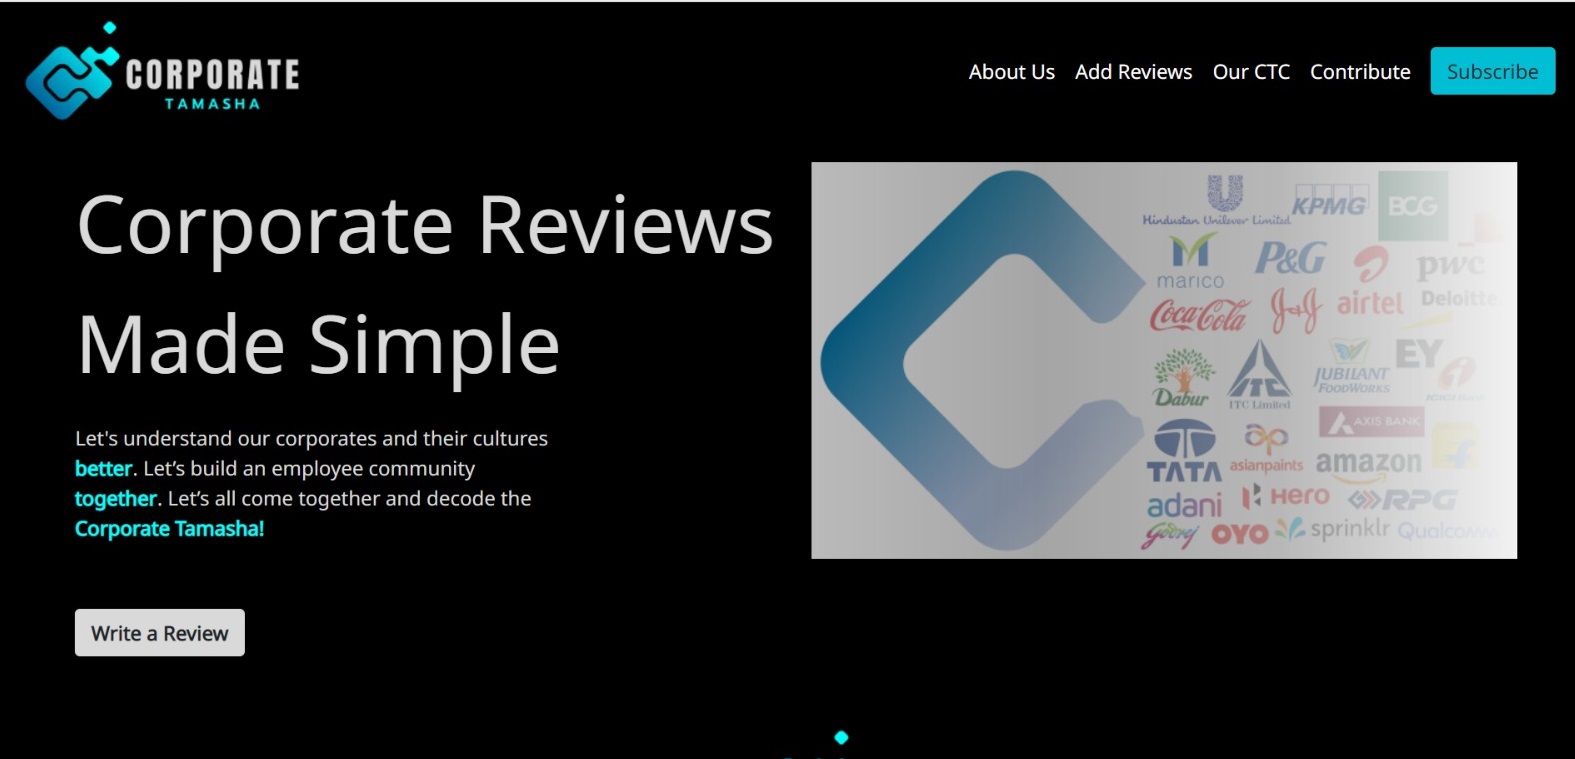 CORPORATE
TAMASHA
About Us Add Reviews Our CTC Contribute Subscribe
Corporate Reviews
Made Simple
Let's understand our corporates and their cultures
better. Let’s build an employee community
together. Let’s all come together and decode the
Corporate Tamasha!
Write a Review
Hindustan Unilever Limited
KPMG
BCG
marico
P&G
pwc
Coca-Cola
J&J
airtel
Deloitte.
Dabur
ITC Limited
JUBILANT
FOODWORKS
EY
ICICI Bank
AXIS BANK
TATA
ap
asianpaints
amazon
adani
Hero
RPG
Godrej
OYO
sprinklr
Qualcomm